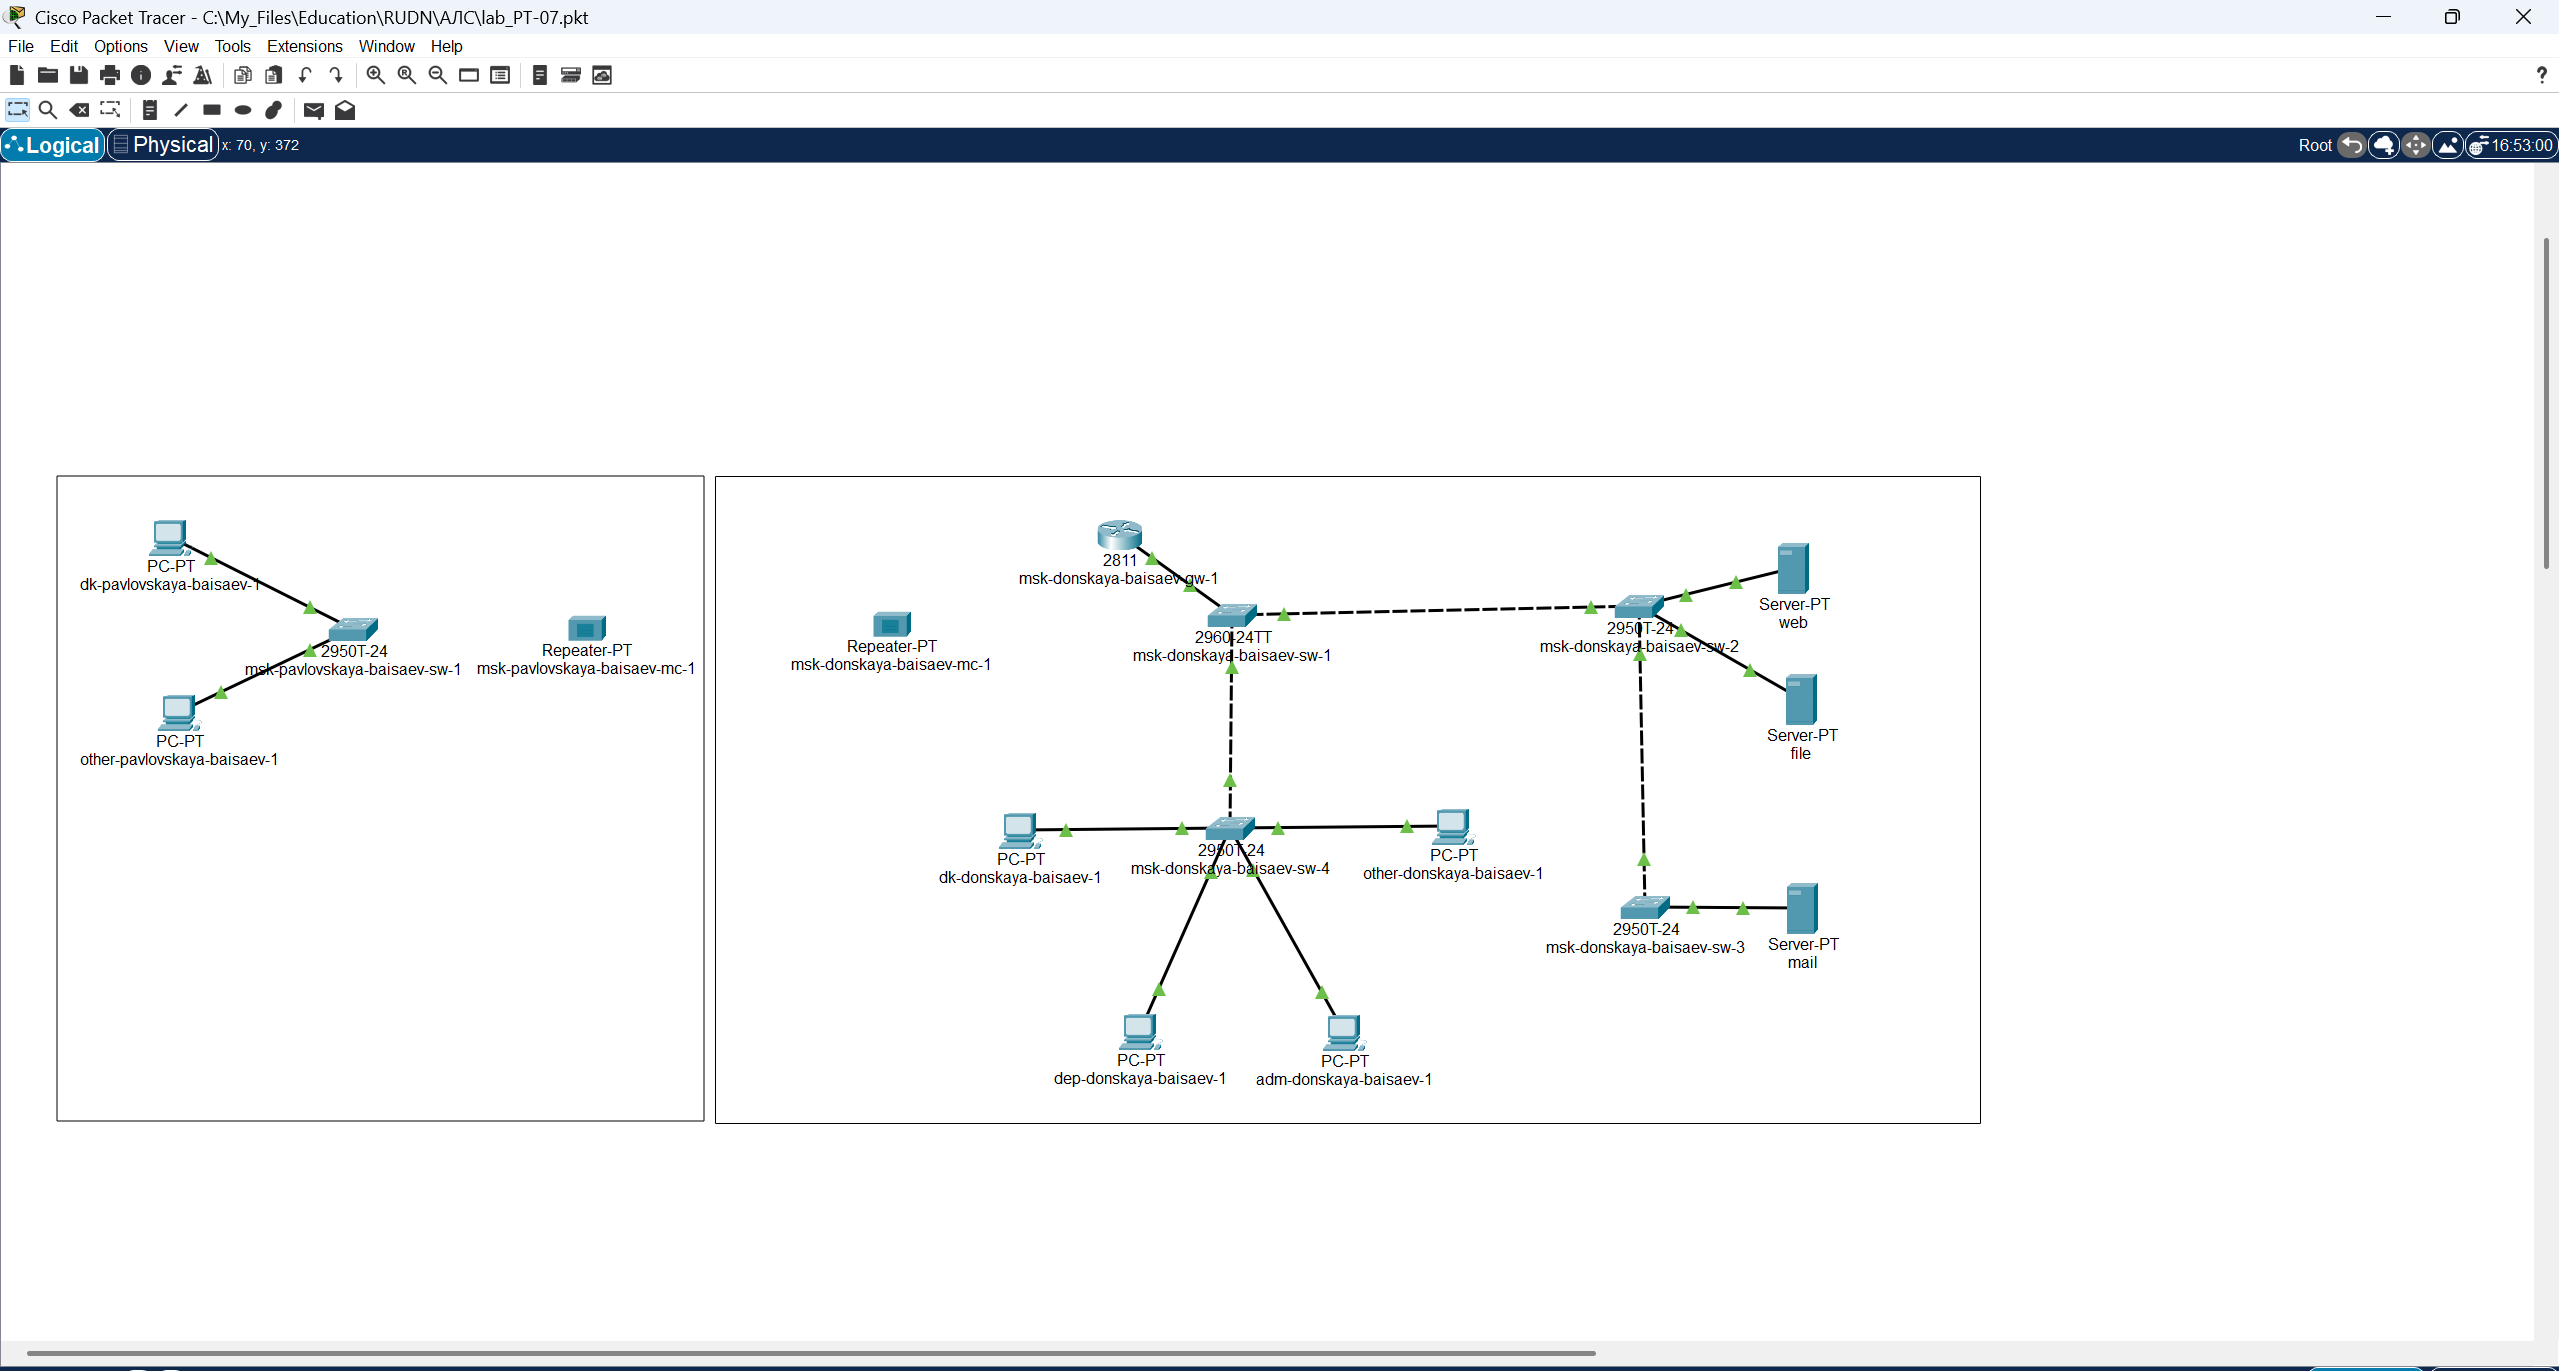 Cisco Packet Tracer - C:\My_Files\Education\RUDN\АЛС\lab_PT-07.pkt
File Edit Options View Tools Extensions Window Help
?
Logical Physical x: 70, y: 372 Root 16:53:00
PC-PT
dk-pavlovskaya-baisaev-1
2950T-24
msk-pavlovskaya-baisaev-sw-1
Repeater-PT
msk-pavlovskaya-baisaev-mc-1
PC-PT
other-pavlovskaya-baisaev-1
2811
msk-donskaya-baisaev-gw-1
Repeater-PT
msk-donskaya-baisaev-mc-1
2960-24TT
msk-donskaya-baisaev-sw-1
2950T-24
msk-donskaya-baisaev-sw-2
Server-PT
web
Server-PT
file
PC-PT
dk-donskaya-baisaev-1
2950T-24
msk-donskaya-baisaev-sw-4
PC-PT
other-donskaya-baisaev-1
2950T-24
msk-donskaya-baisaev-sw-3
Server-PT
mail
PC-PT
dep-donskaya-baisaev-1
PC-PT
adm-donskaya-baisaev-1